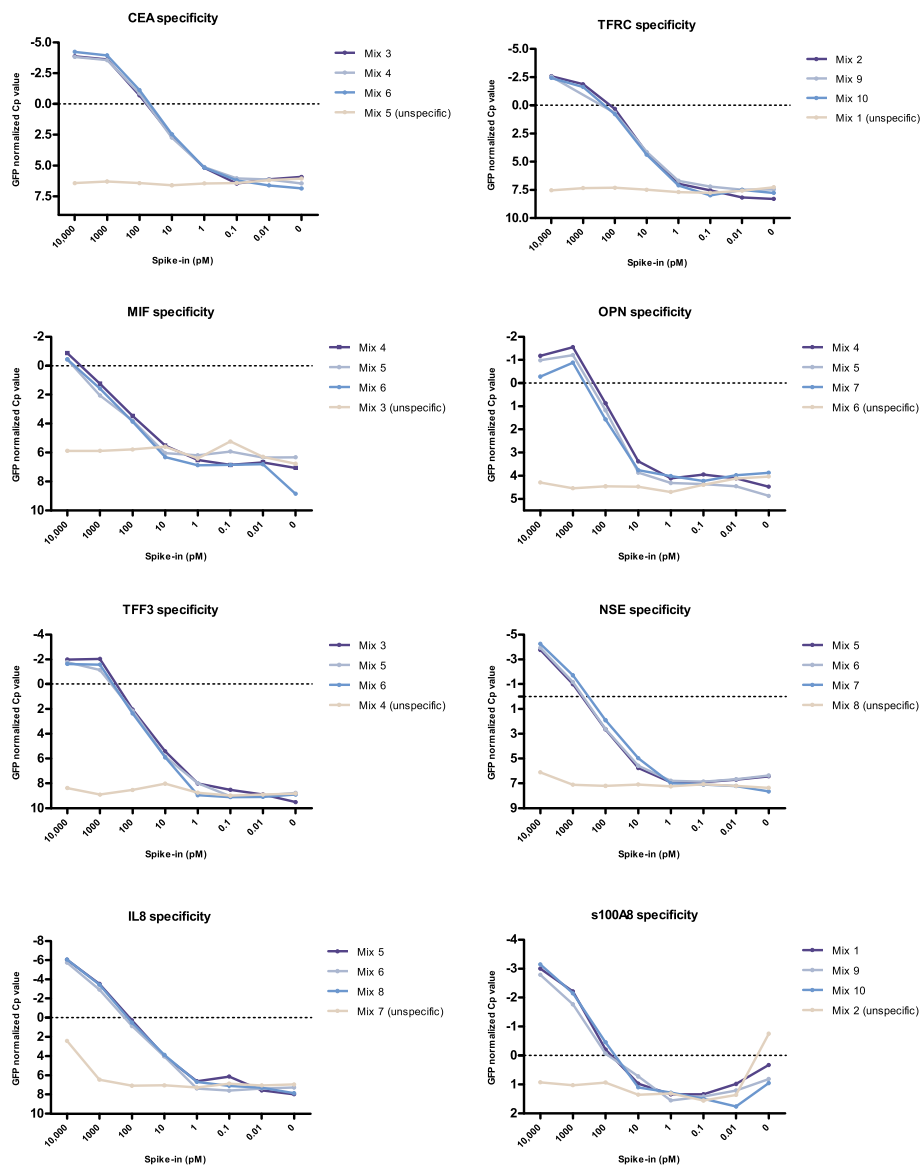 CEA specificity
-5.0
-2.5
0.0
2.5
5.0
7.5
GFP normalized Cp value
10,000 1000 100 10 1 0.1 0.01 0
Spike-in (pM)
Mix 3
Mix 4
Mix 6
Mix 5 (unspecific)
TFRC specificity
-5.0
-2.5
0.0
2.5
5.0
7.5
10.0
GFP normalized Cp value
10,000 1000 100 10 1 0.1 0.01 0
Spike-in (pM)
Mix 2
Mix 9
Mix 10
Mix 1 (unspecific)
MIF specificity
-2
0
2
4
6
8
10
GFP normalized Cp value
10,000 1000 100 10 1 0.1 0.01 0
Spike-in (pM)
Mix 4
Mix 5
Mix 6
Mix 3 (unspecific)
OPN specificity
-2
-1
0
1
2
3
4
5
GFP normalized Cp value
10,000 1000 100 10 1 0.1 0.01 0
Spike-in (pM)
Mix 4
Mix 5
Mix 7
Mix 6 (unspecific)
TFF3 specificity
-4
-2
0
2
4
6
8
10
GFP normalized Cp value
10,000 1000 100 10 1 0.1 0.01 0
Spike-in (pM)
Mix 3
Mix 5
Mix 6
Mix 4 (unspecific)
NSE specificity
-5
-3
-1
1
3
5
7
9
GFP normalized Cp value
10,000 1000 100 10 1 0.1 0.01 0
Spike-in (pM)
Mix 5
Mix 6
Mix 7
Mix 8 (unspecific)
IL8 specificity
-8
-6
-4
-2
0
2
4
6
8
10
GFP normalized Cp value
10,000 1000 100 10 1 0.1 0.01 0
Spike-in (pM)
Mix 5
Mix 6
Mix 8
Mix 7 (unspecific)
s100A8 specificity
-4
-3
-2
-1
0
1
2
GFP normalized Cp value
10,000 1000 100 10 1 0.1 0.01 0
Spike-in (pM)
Mix 1
Mix 9
Mix 10
Mix 2 (unspecific)